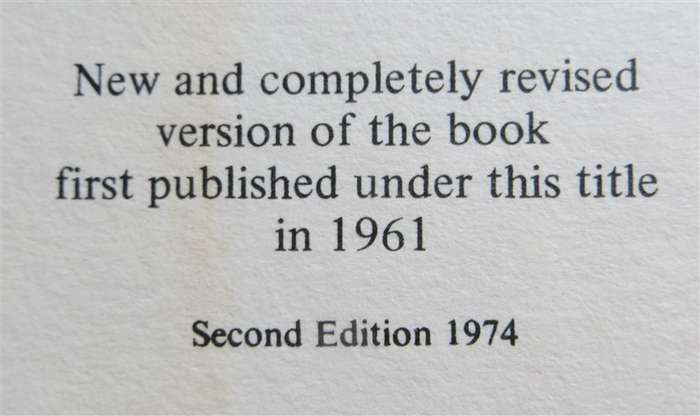 New and completely revised
version of the book
first published under this title
in 1961
Second Edition 1974